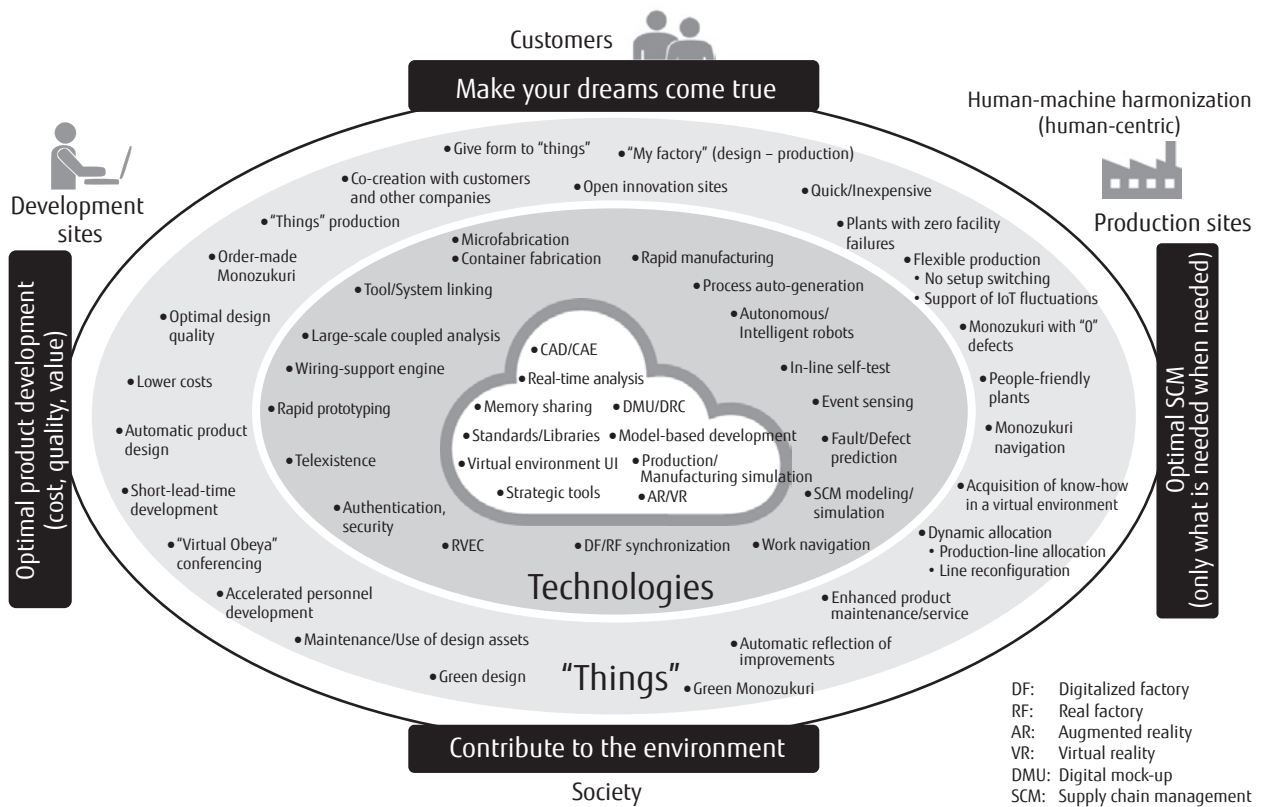 Customers
Make your dreams come true
Human-machine harmonization
(human-centric)
Development
sites
Production sites
Optimal product development
(cost, quality, value)
Optimal SCM
(only what is needed when needed)
• Give form to “things”
• “My factory” (design – production)
• Co-creation with customers
and other companies
• Open innovation sites
• Quick/Inexpensive
• “Things” production
• Plants with zero facility
failures
• Order-made
Monozukuri
• Flexible production
• No setup switching
• Support of IoT fluctuations
• Optimal design
quality
• Monozukuri with “0”
defects
• Lower costs
• People-friendly
plants
• Automatic product
design
• Monozukuri
navigation
• Short-lead-time
development
• Acquisition of know-how
in a virtual environment
• “Virtual Obeya”
conferencing
• Dynamic allocation
• Production-line allocation
• Line reconfiguration
• Accelerated personnel
development
• Enhanced product
maintenance/service
• Maintenance/Use of design assets
• Automatic reflection of
improvements
• Green design
“Things”
• Green Monozukuri
• Microfabrication
• Container fabrication
• Rapid manufacturing
• Tool/System linking
• Process auto-generation
• Autonomous/
Intelligent robots
• Large-scale coupled analysis
• Wiring-support engine
• In-line self-test
• Rapid prototyping
• Event sensing
• Telexistence
• Fault/Defect
prediction
• Authentication,
security
• SCM modeling/
simulation
• RVEC
• DF/RF synchronization
• Work navigation
Technologies
• CAD/CAE
• Real-time analysis
• Memory sharing
• DMU/DRC
• Standards/Libraries
• Model-based development
• Virtual environment UI
• Production/
Manufacturing simulation
• Strategic tools
• AR/VR
Contribute to the environment
Society
DF: Digitalized factory
RF: Real factory
AR: Augmented reality
VR: Virtual reality
DMU: Digital mock-up
SCM: Supply chain management